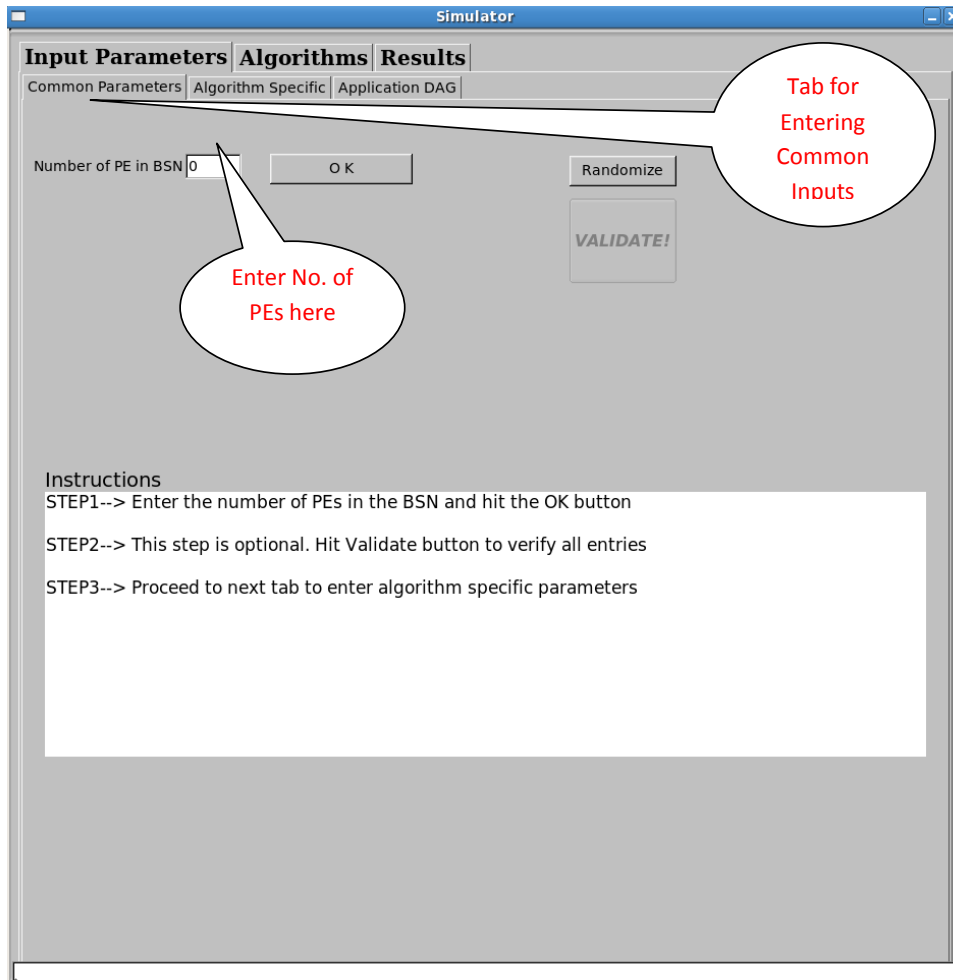 Simulator
Input Parameters Algorithms Results
Common Parameters Algorithm Specific Application DAG
Tab for
Entering
Common
Inputs
Number of PE in BSN 0 O K Randomize
VALIDATE!
Enter No. of
PEs here
Instructions
STEP1--> Enter the number of PEs in the BSN and hit the OK button
STEP2--> This step is optional. Hit Validate button to verify all entries
STEP3--> Proceed to next tab to enter algorithm specific parameters